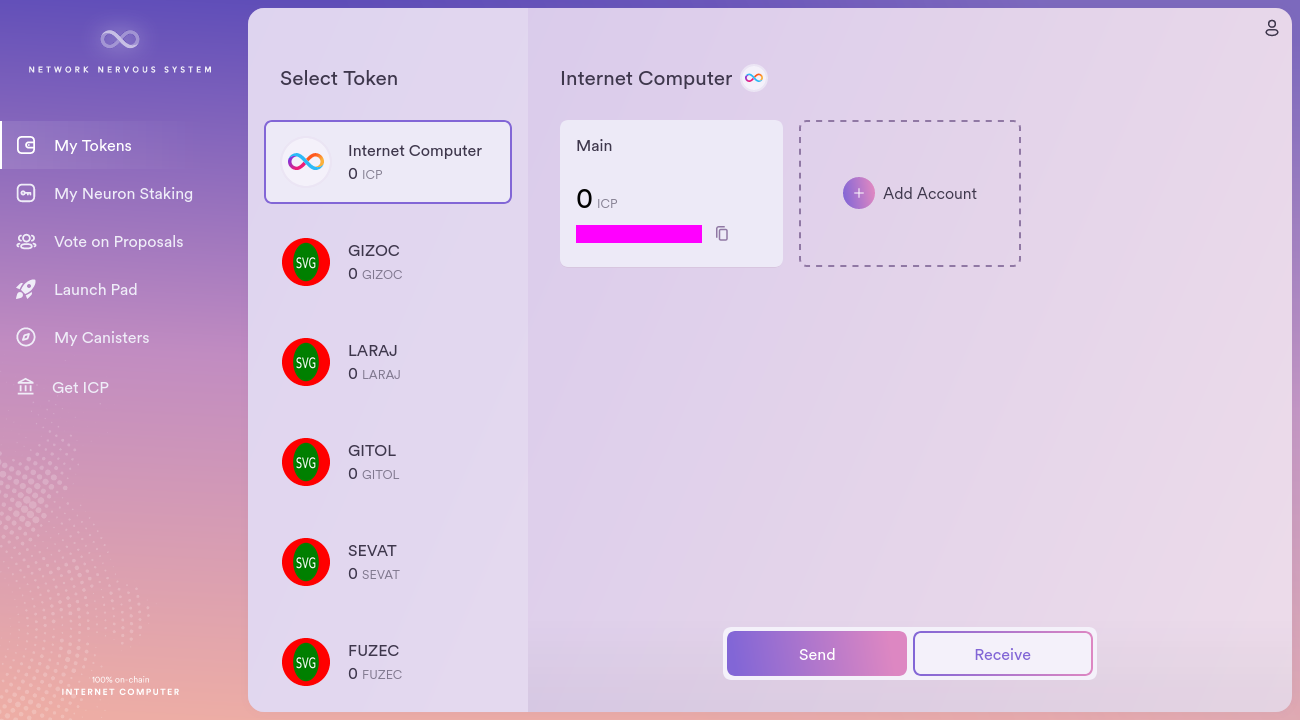 NETWORK NERVOUS SYSTEM
My Tokens
My Neuron Staking
Vote on Proposals
Launch Pad
My Canisters
Get ICP
100% on-chain
INTERNET COMPUTER
Select Token
Internet Computer
0 ICP
SVG
GIZOC
0 GIZOC
SVG
LARAJ
0 LARAJ
SVG
GITOL
0 GITOL
SVG
SEVAT
0 SEVAT
SVG
FUZEC
0 FUZEC
Internet Computer
Main
0 ICP
Add Account
Send
Receive